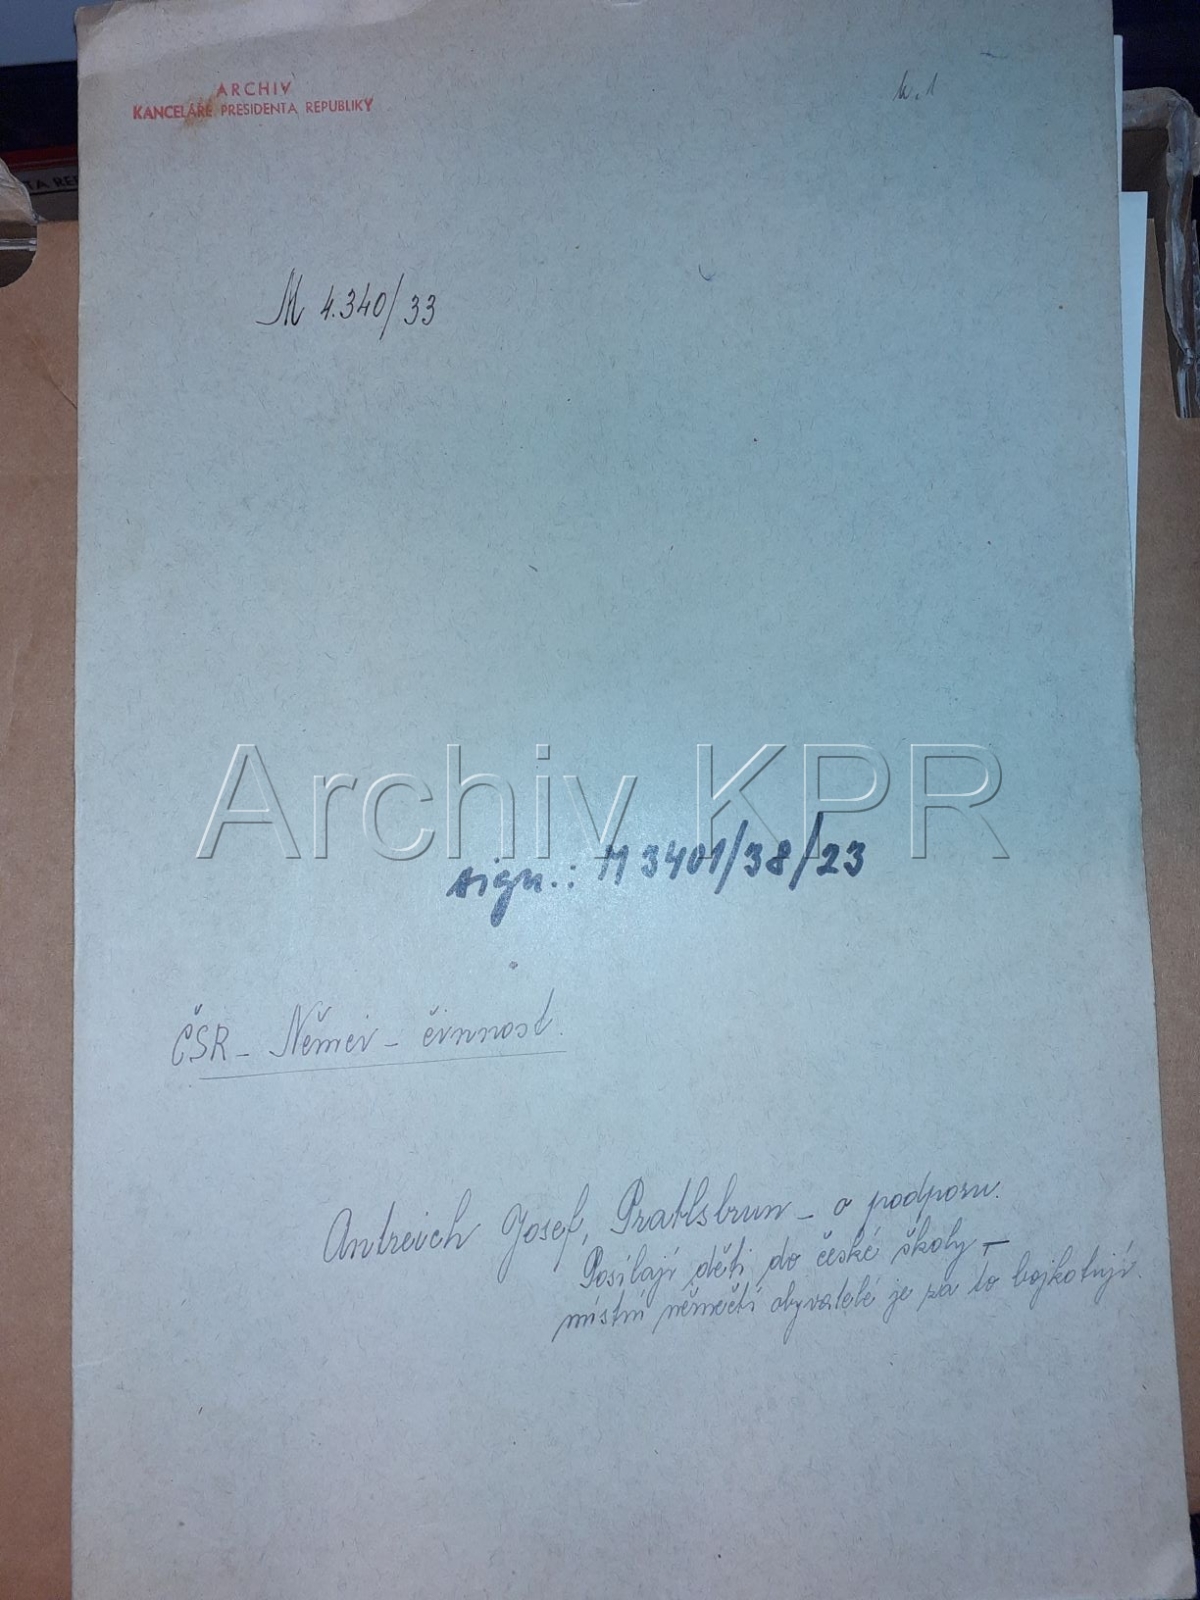 ARCHIV
KANCELÁŘE PRESIDENTA REPUBLIKY
k. 1
M 4.340/33
Archiv KPR
sign.: M 3401/38/23
ČSR - Němci - činnost.
Antreich Josef, Pratlsbrun - o podporu.
Posílají děti do české školy -
místní němečtí obyvatelé je za to bojkotují.